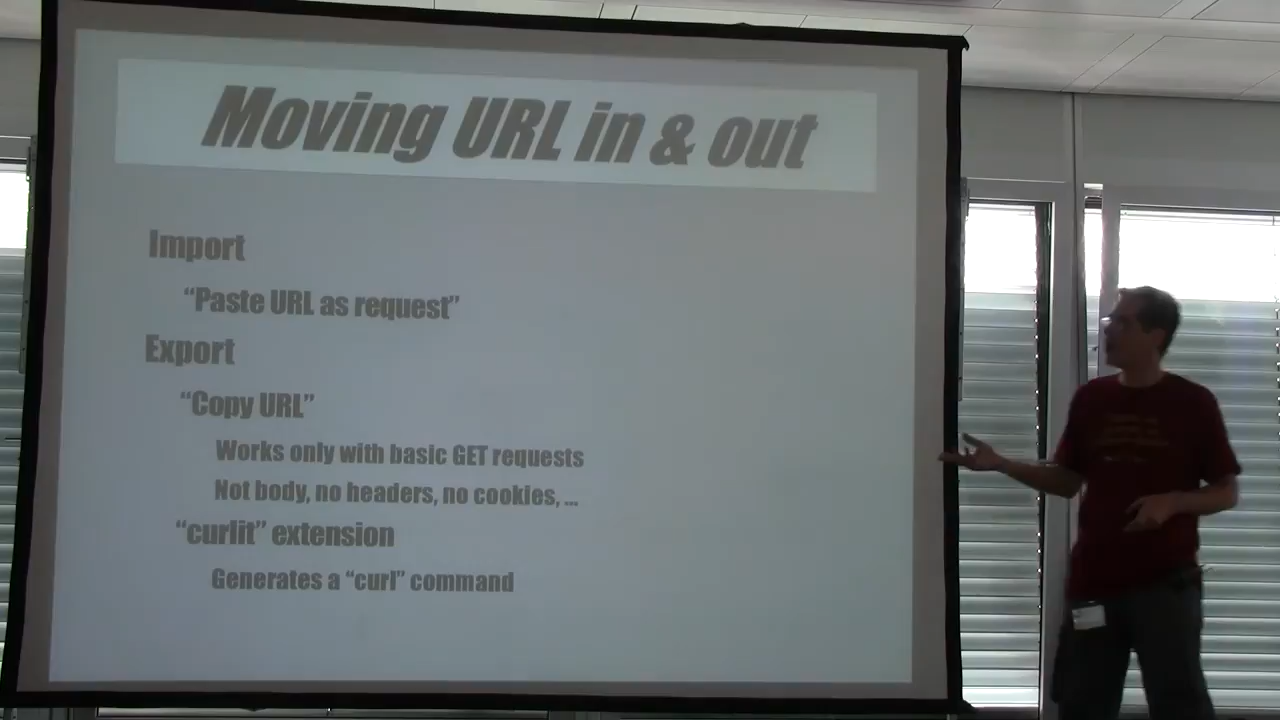 Moving URL in & out
Import
“Paste URL as request”
Export
“Copy URL”
Works only with basic GET requests
Not body, no headers, no cookies, ...
“curlit” extension
Generates a “curl” command